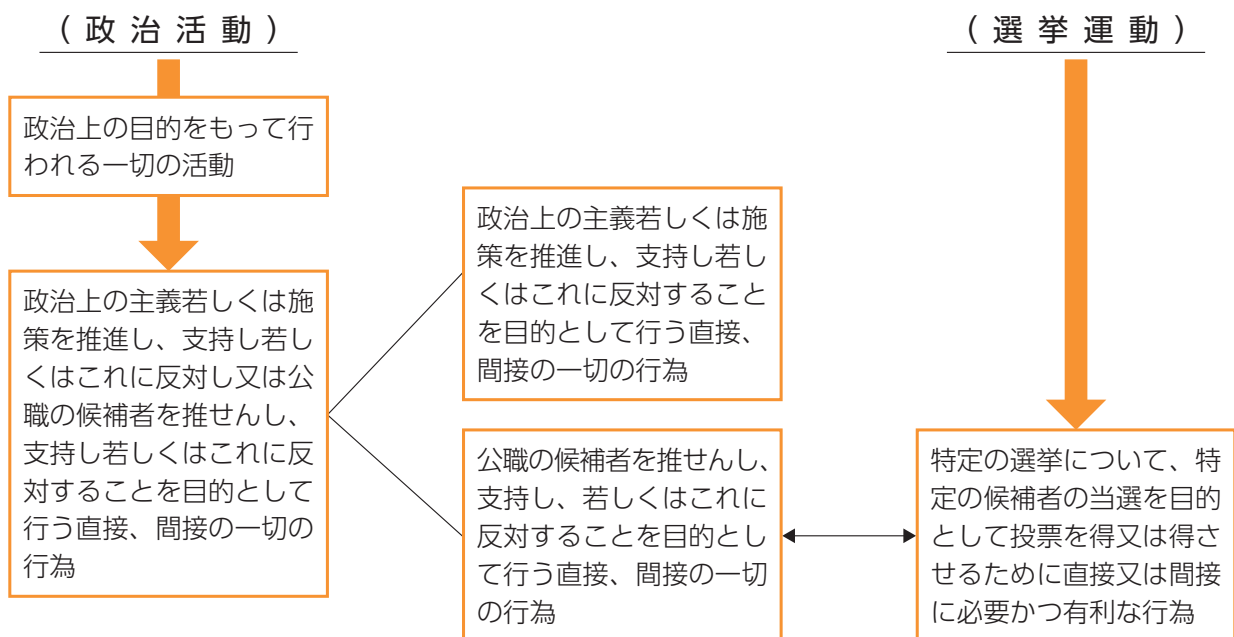 （政治活動）
政治上の目的をもって行
われる一切の活動
政治上の主義若しくは施
策を推進し、支持し若し
くはこれに反対し又は公
職の候補者を推せんし、
支持し若しくはこれに反
対することを目的として
行う直接、間接の一切の
行為
政治上の主義若しくは施
策を推進し、支持し若し
くはこれに反対すること
を目的として行う直接、
間接の一切の行為
公職の候補者を推せんし、
支持し、若しくはこれに
反対することを目的とし
て行う直接、間接の一切
の行為
（選挙運動）
特定の選挙について、特
定の候補者の当選を目的
として投票を得又は得さ
せるために直接又は間接
に必要かつ有利な行為